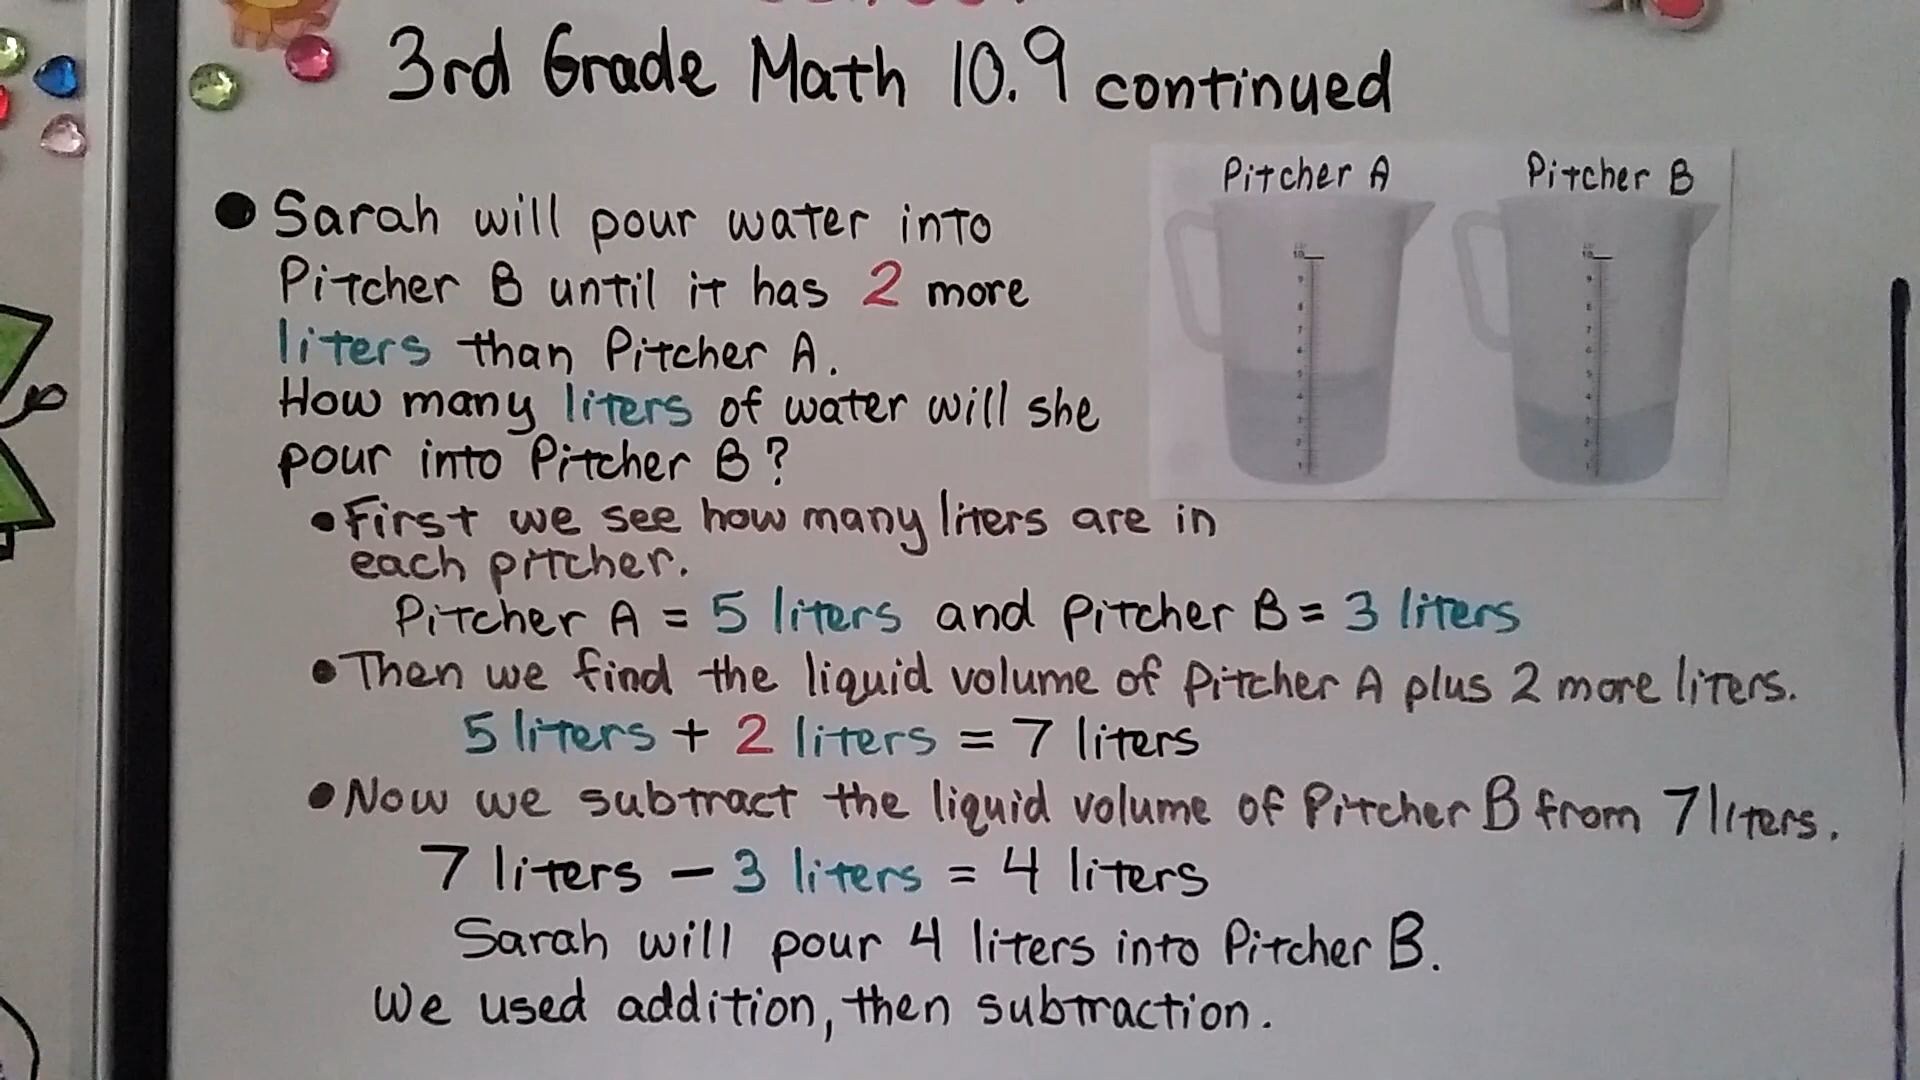 3rd Grade Math 10.9 continued
Pitcher A
Pitcher B
● Sarah will pour water into
Pitcher B until it has 2 more
liters than Pitcher A.
How many liters of water will she
pour into Pitcher B?
• First we see how many liters are in
each pitcher.
Pitcher A = 5 liters and Pitcher B = 3 liters
• Then we find the liquid volume of Pitcher A plus 2 more liters.
5 liters + 2 liters = 7 liters
• Now we subtract the liquid volume of Pitcher B from 7 liters.
7 liters - 3 liters = 4 liters
Sarah will pour 4 liters into Pitcher B.
We used addition, then subtraction.